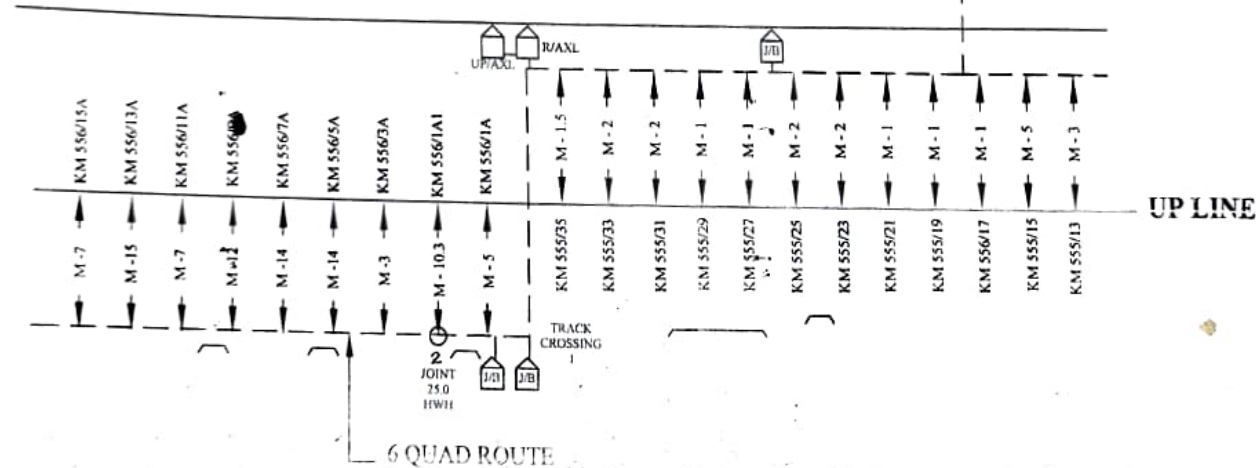 R/AXL
J/B
UP/AXL
KM 556/15A
KM 556/13A
KM 556/11A
KM 556/7A
KM 556/5A
KM 556/3A
KM 556/1A1
KM 556/1A
M - 1.5
M - 2
M - 2
M - 1
M - 1
M - 2
M - 2
M - 1
M - 1
M - 1
M - 5
M - 3
UP LINE
M -7
M -15
M -7
M -12
M -14
M -14
M -3
M - 10.3
M - 5
KM 555/35
KM 555/33
KM 555/31
KM 555/29
KM 555/27
KM 555/25
KM 555/23
KM 555/21
KM 555/19
KM 556/17
KM 555/15
KM 555/13
TRACK
CROSSING
1
2
JOINT
25.0
HWH
J/B
J/B
6 QUAD ROUTE